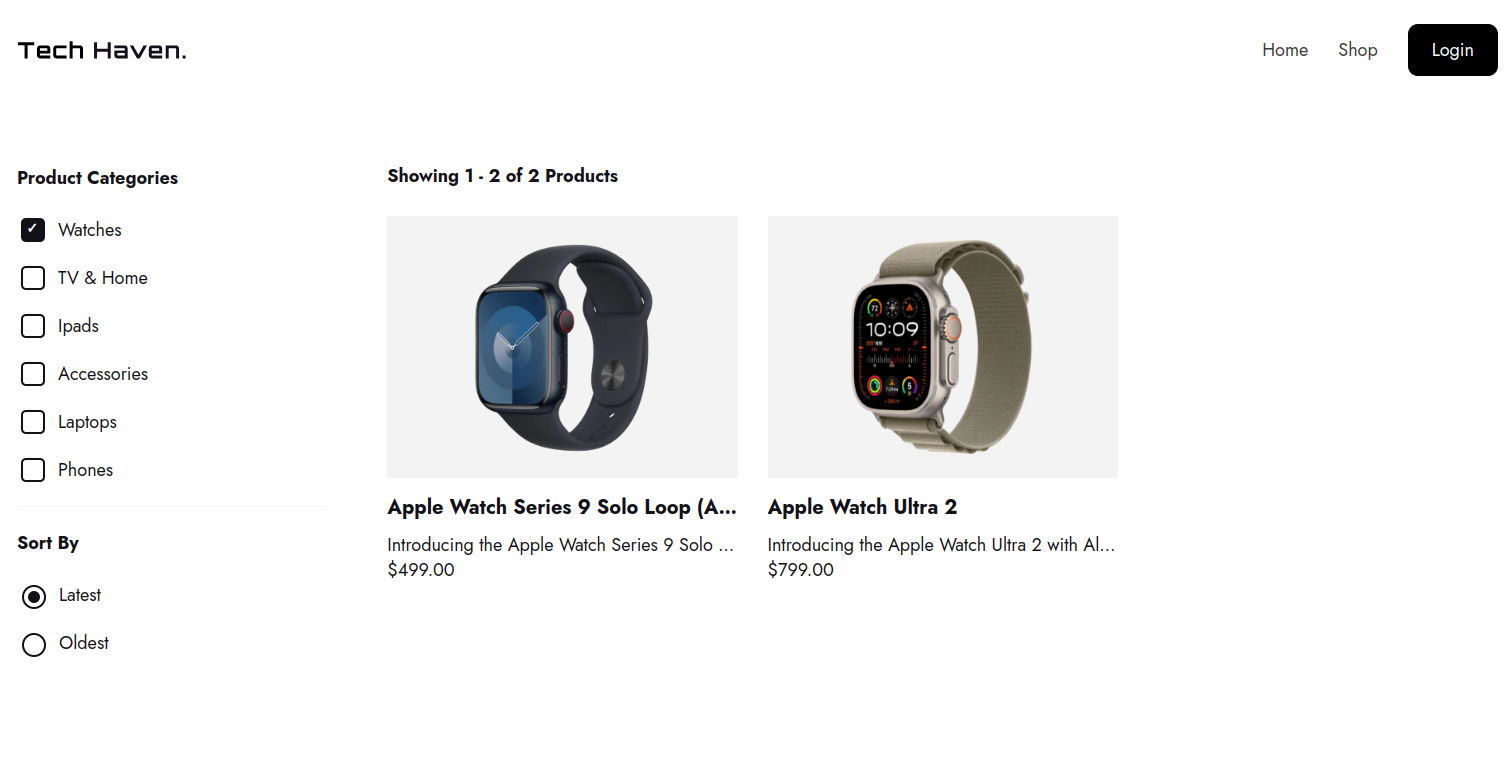 Tech Haven.
Home
Shop
Login
Product Categories
Watches
TV & Home
Ipads
Accessories
Laptops
Phones
Sort By
Latest
Oldest
Showing 1 - 2 of 2 Products
Apple Watch Series 9 Solo Loop (A...
Introducing the Apple Watch Series 9 Solo ...
$499.00
10:09
Apple Watch Ultra 2
Introducing the Apple Watch Ultra 2 with Al...
$799.00